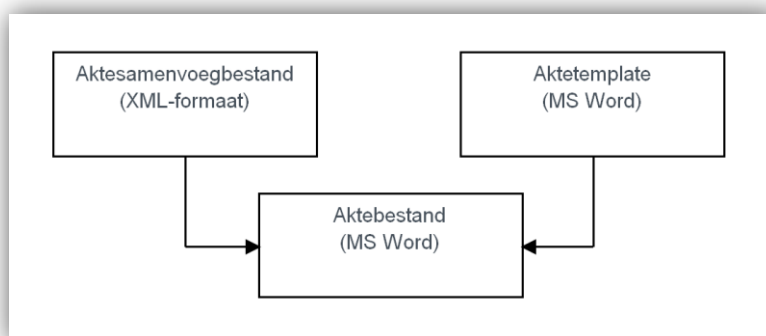 Aktesamenvoegbestand
(XML-formaat)
Aktetemplate
(MS Word)
Aktebestand
(MS Word)